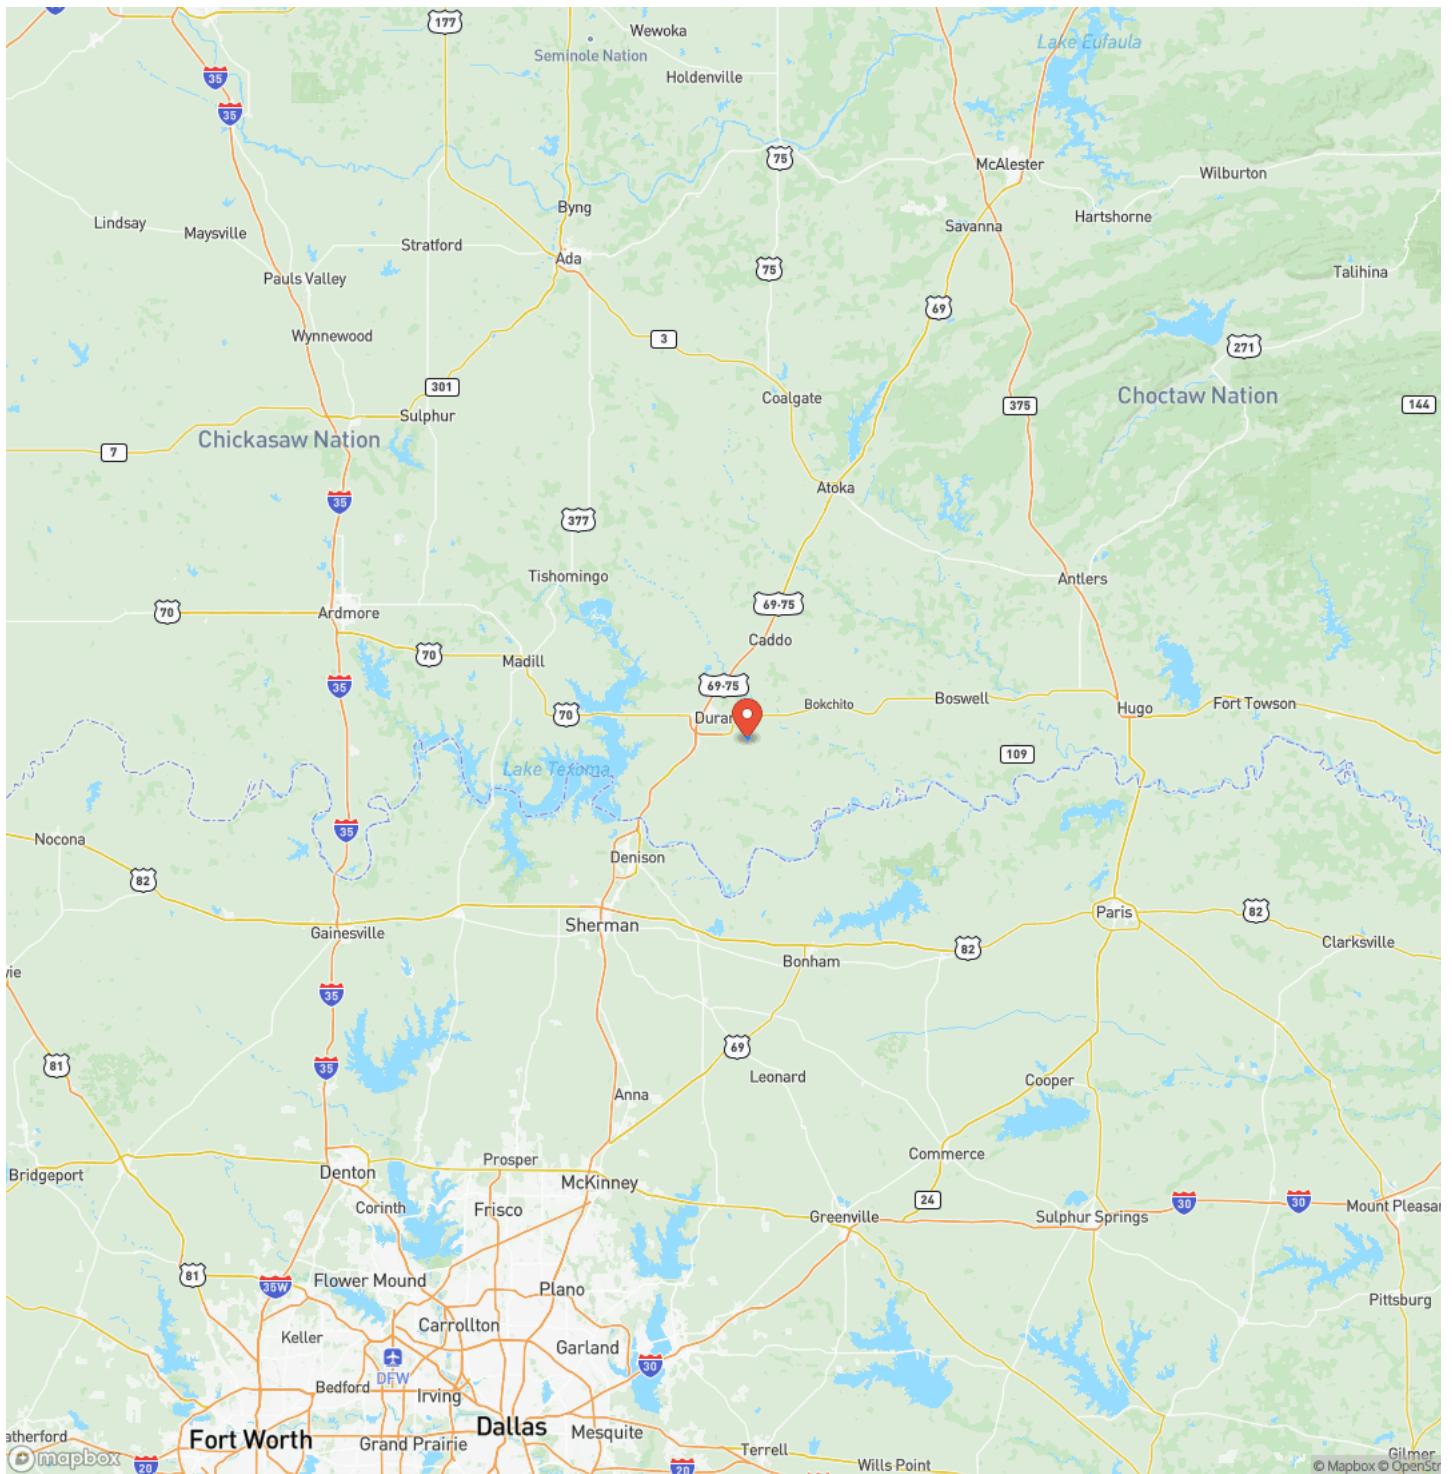 177
Wewoka
Seminole Nation
Lake Eufaula
35
Holdenville
35
75
McAlester
Wilburton
Byng
Hartshorne
Lindsay
Maysville
Savanna
Stratford
Ada
75
Talihina
Pauls Valley
69
Wynnewood
3
271
301
Coalgate
Choctaw Nation
375
144
Sulphur
Chickasaw Nation
7
Atoka
35
377
Tishomingo
Antlers
69-75
70
Ardmore
Caddo
70
Madill
35
69-75
Boswell
Bokchito
Fort Towson
Hugo
70
Duran
109
Lake Texoma
35
Nocona
Denison
82
Paris
82
Sherman
Gainesville
82
Clarksville
Bonham
vie
35
69
81
35
Leonard
Cooper
Anna
Commerce
Prosper
Bridgeport
Denton
McKinney
24
30
30
Corinth
Frisco
Greenville
Sulphur Springs
Mount Pleasar
81
Flower Mound
35W
Plano
Pittsburg
Carrollton
Keller
Garland
30
DFW
Bedford
Irving
Dallas
Mesquite
atherford
Fort Worth
Grand Prairie
Terrell
Gilmer
mapbox
20
20
Wills Point
© Mapbox © OpenStr